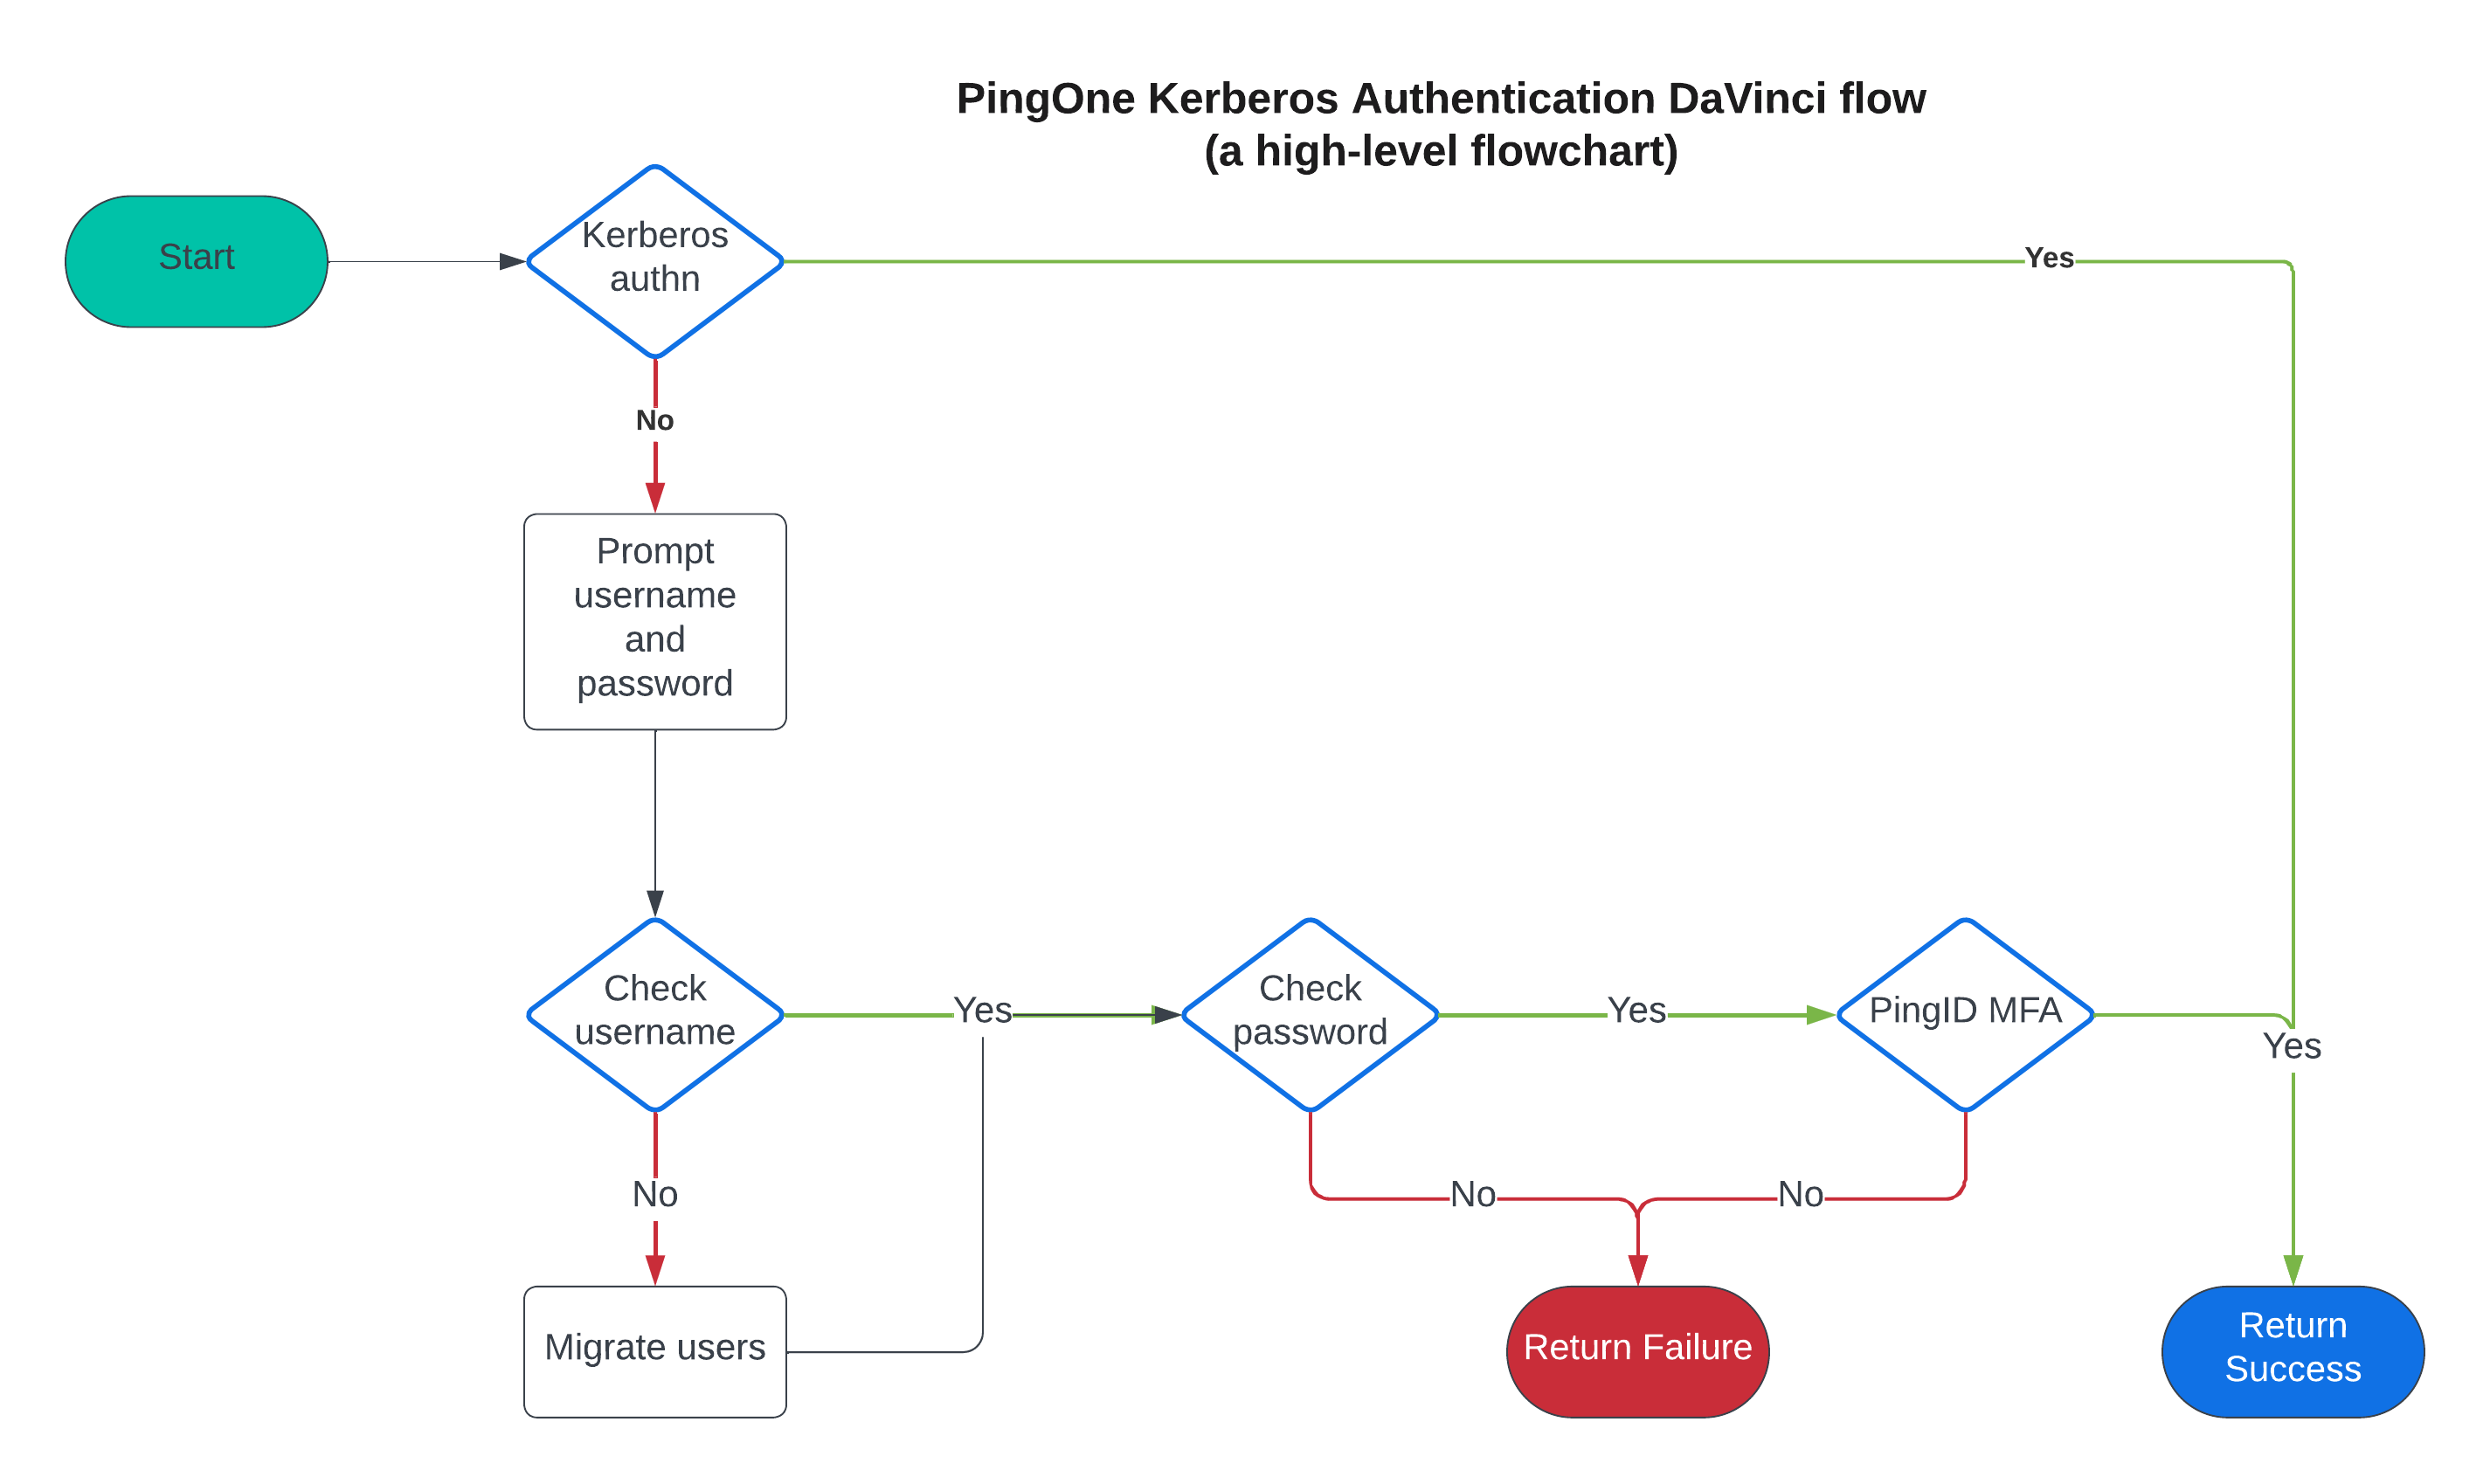 PingOne Kerberos Authentication DaVinci flow
(a high-level flowchart)
Start
Kerberos
authn
Yes
No
Prompt
username
and
password
Check
username
Yes
Check
password
Yes
PingID MFA
Yes
No
No
No
Migrate users
Return Failure
Return
Success